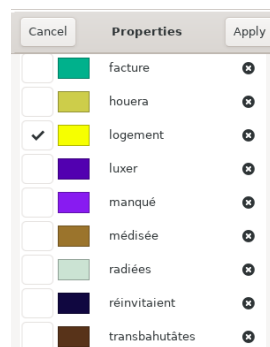 Cancel Properties Apply
facture
houera
logement
luxer
manqué
médisée
radiées
réinvitaient
transbahutâtes